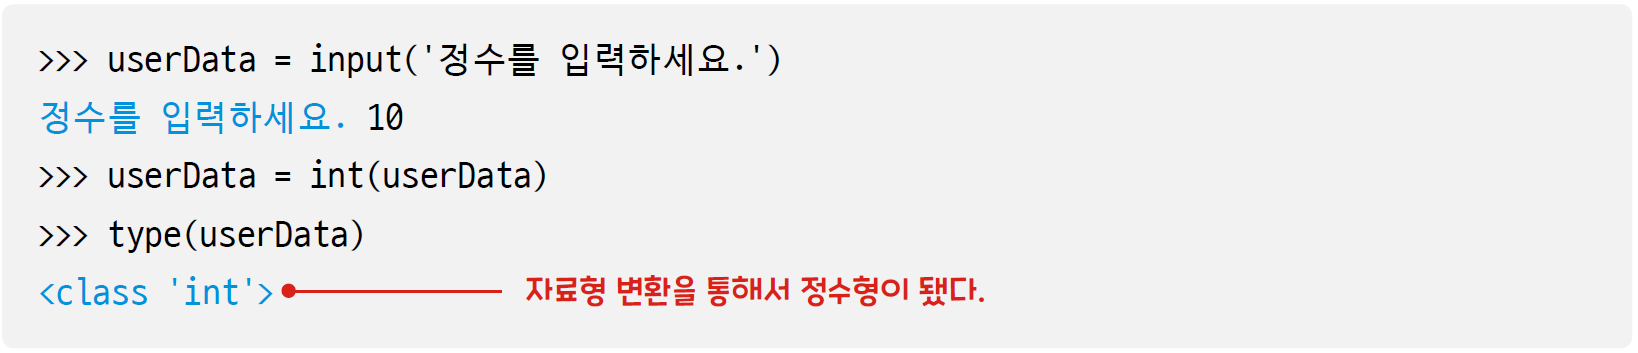 >>> userData = input('정수를 입력하세요.')
정수를 입력하세요. 10
>>> userData = int(userData)
>>> type(userData)
<class 'int'> 자료형 변환을 통해서 정수형이 됐다.